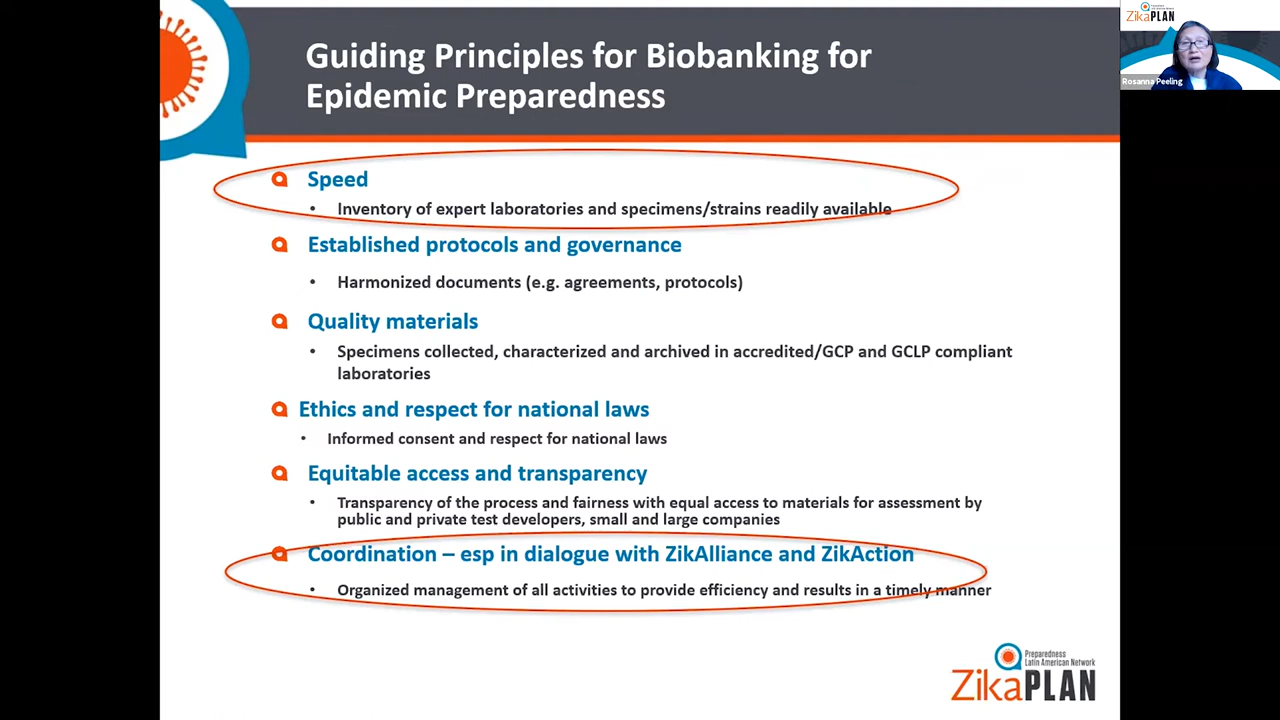 Guiding Principles for Biobanking for
Epidemic Preparedness
ZikaPLAN
Rosanna Peeling
Speed
• Inventory of expert laboratories and specimens/strains readily available
Established protocols and governance
• Harmonized documents (e.g. agreements, protocols)
Quality materials
• Specimens collected, characterized and archived in accredited/GCP and GCLP compliant
laboratories
Ethics and respect for national laws
• Informed consent and respect for national laws
Equitable access and transparency
• Transparency of the process and fairness with equal access to materials for assessment by
public and private test developers, small and large companies
Coordination – esp in dialogue with ZikAlliance and ZikAction
• Organized management of all activities to provide efficiency and results in a timely manner
Preparedness
Latin American Network
ZikaPLAN